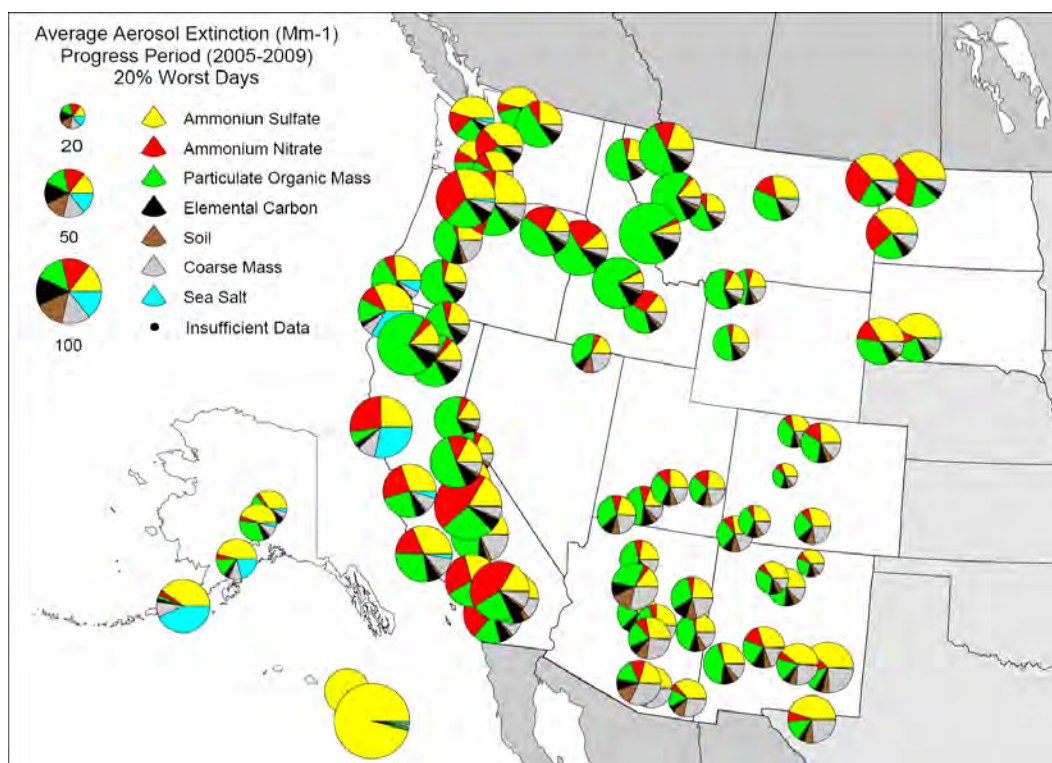 Average Aerosol Extinction (Mm-1)
Progress Period (2005-2009)
20% Worst Days
20
50
100
Ammoniun Sulfate
Ammonium Nitrate
Particulate Organic Mass
Elemental Carbon
Soil
Coarse Mass
Sea Salt
Insufficient Data